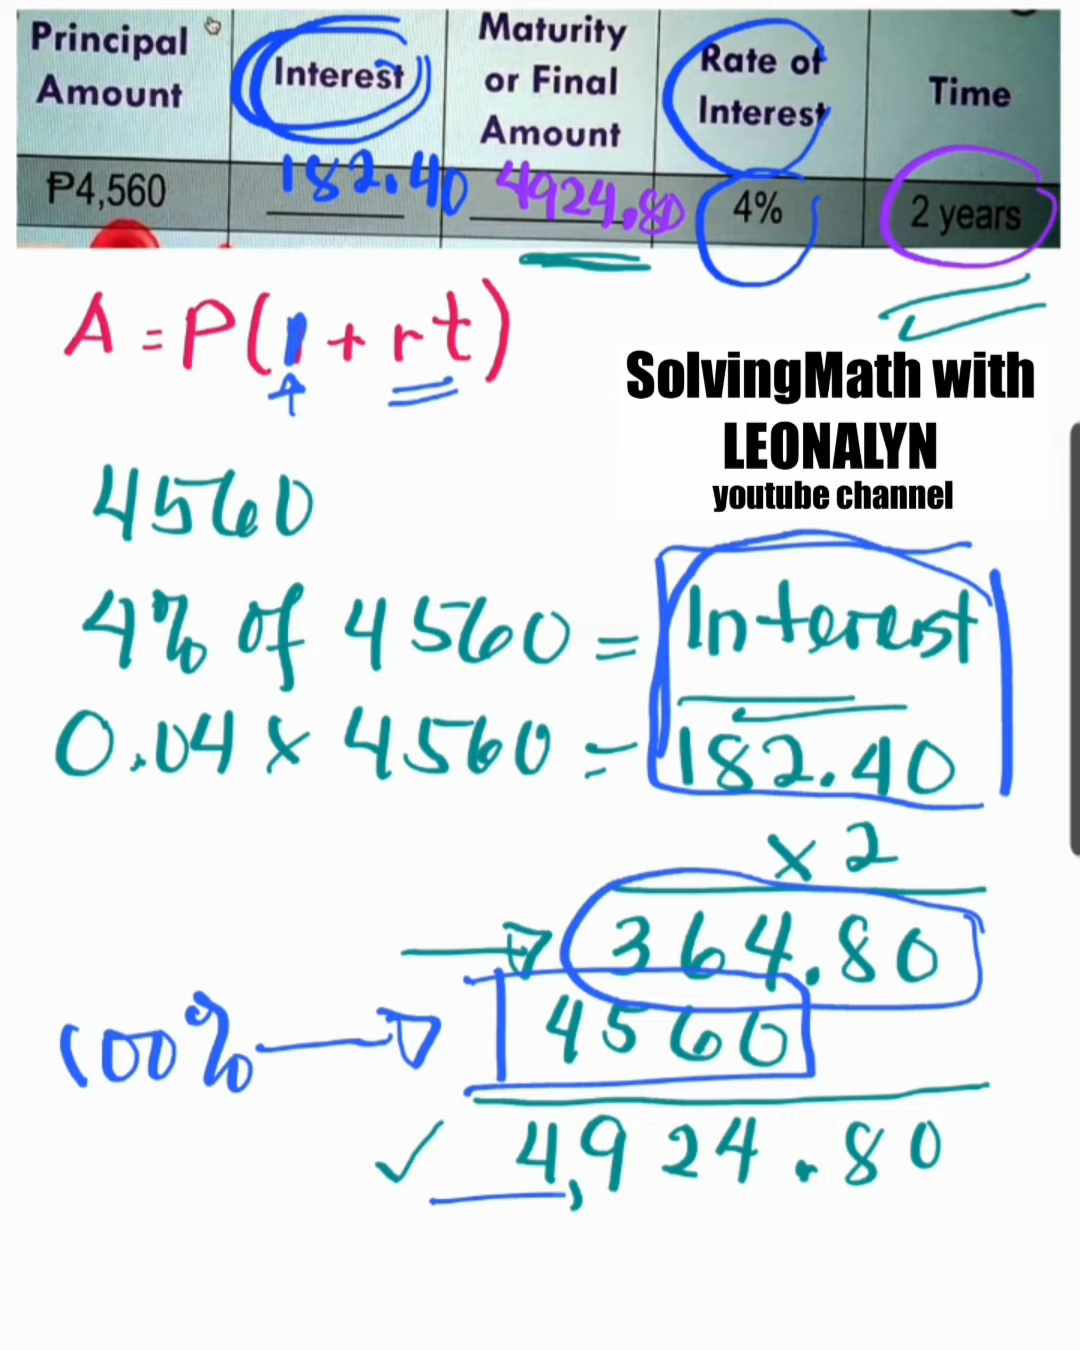 Principal Amount
Interest
Maturity or Final Amount
Rate of Interest
Time
₱4,560
182.40
4924.80
4%
2 years
A = P(1 + rt)
SolvingMath with
LEONALYN
youtube channel
4560
4% of 4560 = Interest
0.04 x 4560 = 182.40
x 2
364.80
100% 4560
4,924.80